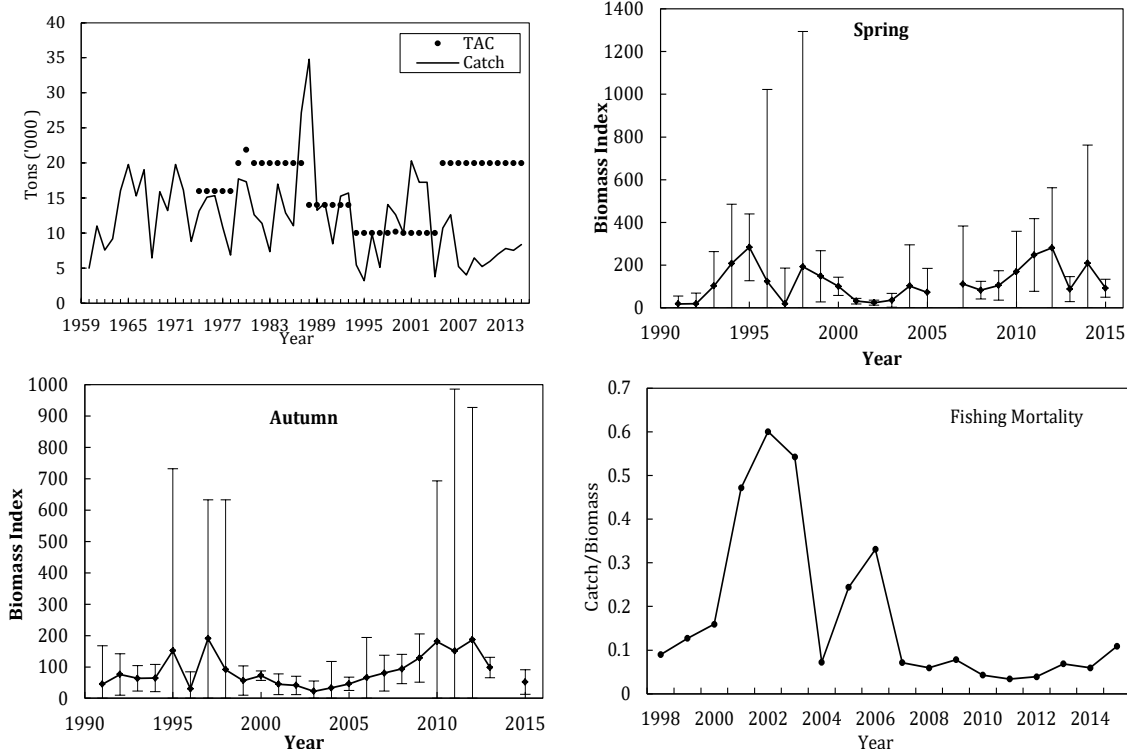 40
35
30
25
20
15
10
5
0
Tons ('000 )
TAC
Catch
1959 1965 1971 1977 1983 1989 1995 2001 2007 2013
Year
1400
1200
1000
800
600
400
200
0
Biomass Index
Spring
1990 1995 2000 2005 2010 2015
Year
1000
900
800
700
600
500
400
300
200
100
0
Biomass Index
Autumn
1990 1995 2000 2005 2010 2015
Year
0.7
0.6
0.5
0.4
0.3
0.2
0.1
0
Catch/Biomass
Fishing Mortality
1998 2000 2002 2004 2006 2008 2010 2012 2014
Year